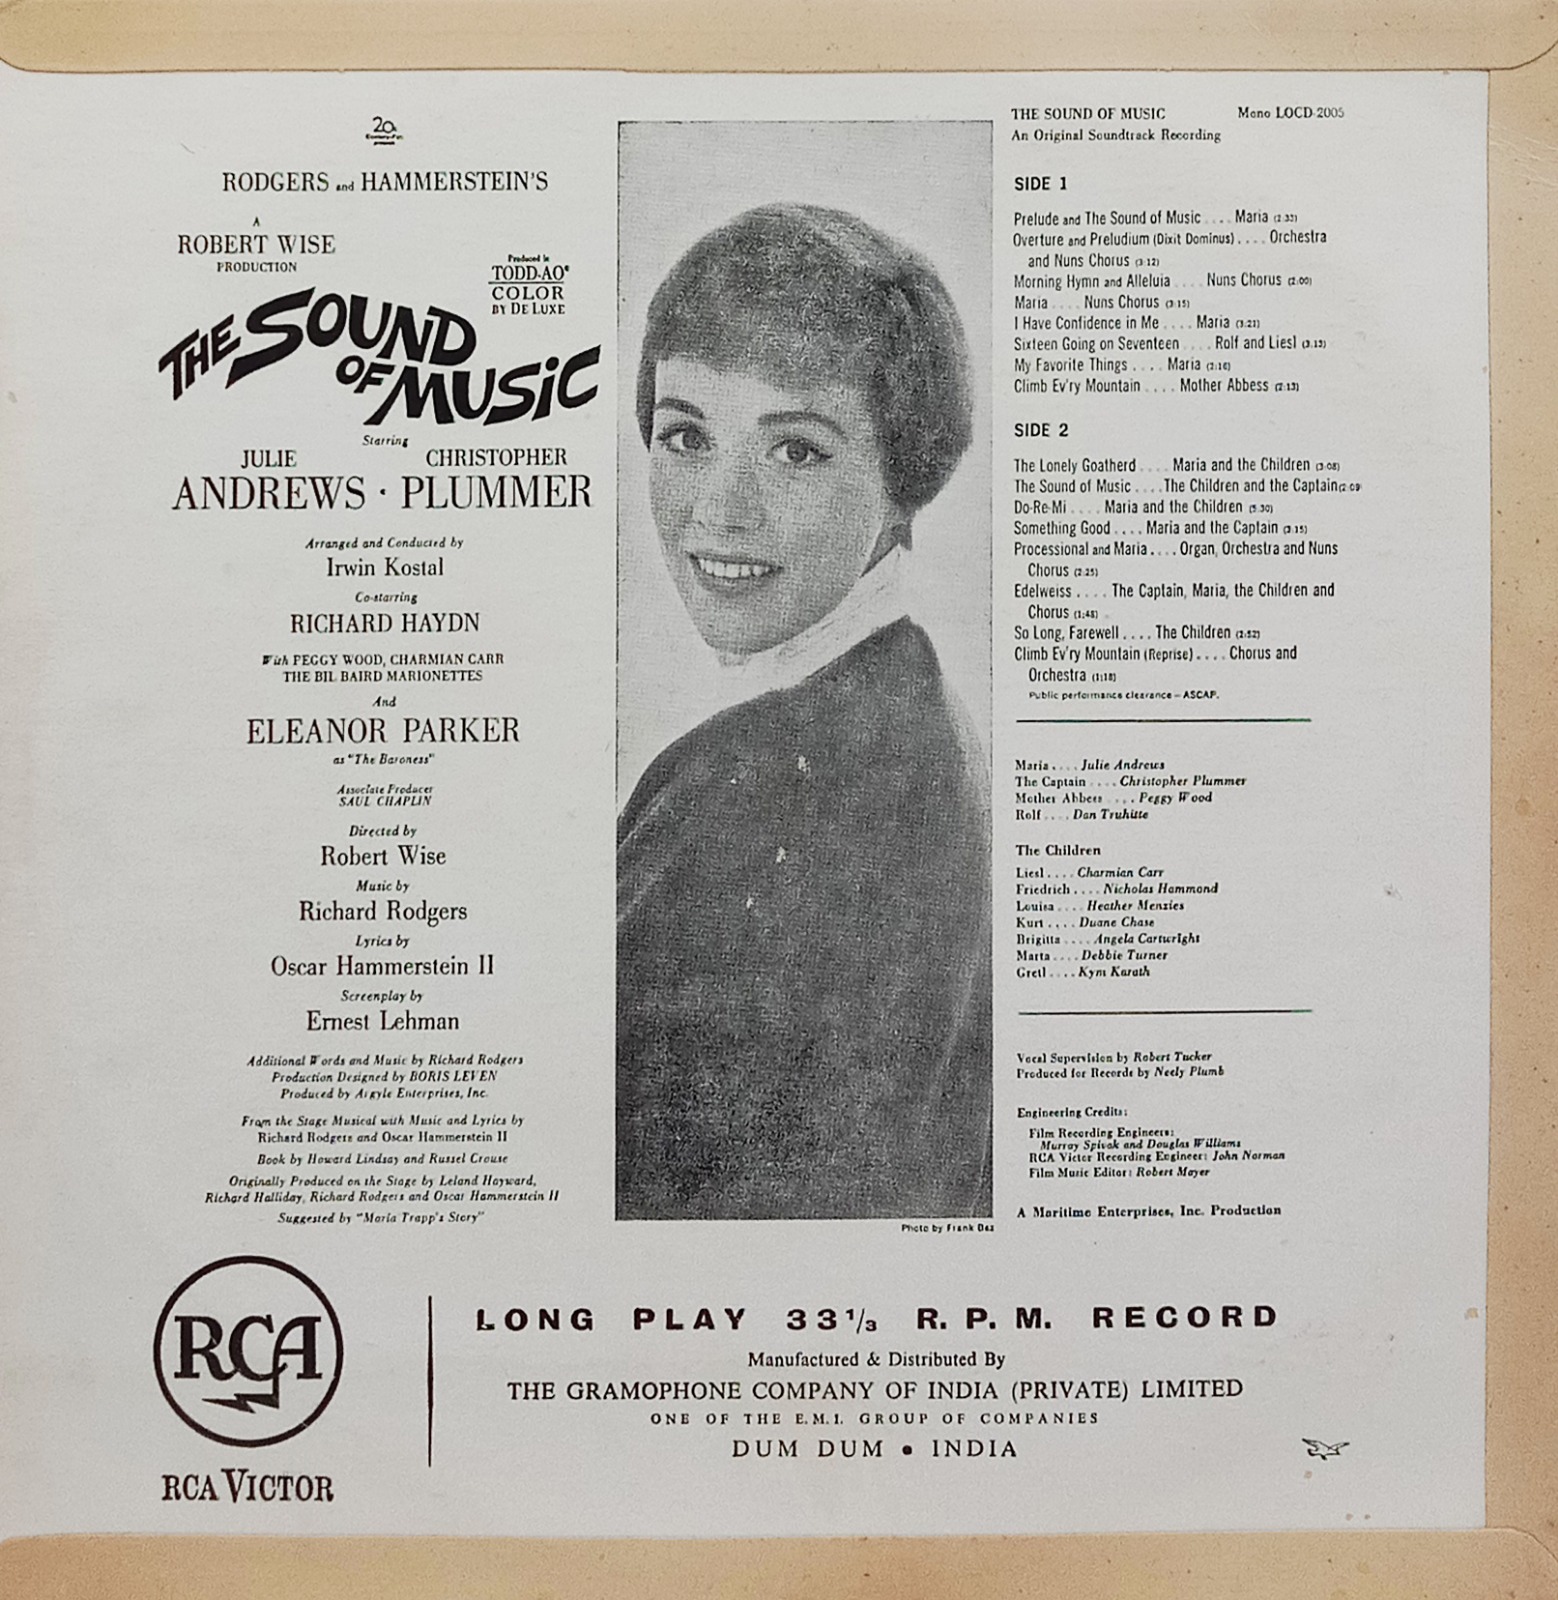 20
Century-Fox
presents
RODGERS and HAMMERSTEIN'S
A
ROBERT WISE
PRODUCTION
Produced in
TODD-AO®
COLOR
BY DE LUXE
THE SOUND
OF MUSIC
Starring
JULIE
ANDREWS ·
CHRISTOPHER
PLUMMER
Arranged and Conducted by
Irwin Kostal
Co-starring
RICHARD HAYDN
With PEGGY WOOD, CHARMIAN CARR
THE BIL BAIRD MARIONETTES
And
ELEANOR PARKER
as "The Baroness"
Associate Producer
SAUL CHAPLIN
Directed by
Robert Wise
Music by
Richard Rodgers
Lyrics by
Oscar Hammerstein II
Screenplay by
Ernest Lehman
Additional Words and Music by Richard Rodgers
Production Designed by BORIS LEVEN
Produced by Argyle Enterprises, Inc.
From the Stage Musical with Music and Lyrics by
Richard Rodgers and Oscar Hammerstein II
Book by Howard Lindsay and Russel Crouse
Originally Produced on the Stage by Leland Hayward,
Richard Halliday, Richard Rodgers and Oscar Hammerstein II
Suggested by "Maria Trapp's Story"
Photo by Frank Bez
THE SOUND OF MUSIC Mono LOCD-2005
An Original Soundtrack Recording
SIDE 1
Prelude and The Sound of Music .... Maria (2:33)
Overture and Preludium (Dixit Dominus) .... Orchestra
and Nuns Chorus (3:12)
Morning Hymn and Alleluia .... Nuns Chorus (2:00)
Maria .... Nuns Chorus (3:15)
I Have Confidence in Me .... Maria (3:21)
Sixteen Going on Seventeen .... Rolf and Liesl (3:13)
My Favorite Things .... Maria (2:16)
Climb Ev'ry Mountain .... Mother Abbess (2:13)
SIDE 2
The Lonely Goatherd .... Maria and the Children (3:08)
The Sound of Music .... The Children and the Captain (2:09
Do-Re-Mi .... Maria and the Children (5:30)
Something Good .... Maria and the Captain (3:15)
Processional and Maria .... Organ, Orchestra and Nuns
Chorus (2:25)
Edelweiss .... The Captain, Maria, the Children and
Chorus (1:48)
So Long, Farewell .... The Children (2:52)
Climb Ev'ry Mountain (Reprise) .... Chorus and
Orchestra (1:18)
Public performance clearance – ASCAP.
Maria .... Julie Andrews
The Captain .... Christopher Plummer
Mother Abbess .... Peggy Wood
Rolf .... Dan Truhitte
The Children
Liesl .... Charmian Carr
Friedrich .... Nicholas Hammond
Louisa .... Heather Menzies
Kurt .... Duane Chase
Brigitta .... Angela Cartwright
Marta .... Debbie Turner
Gretl .... Kym Karath
Vocal Supervision by Robert Tucker
Produced for Records by Neely Plumb
Engineering Credits:
Film Recording Engineers:
Murray Spivak and Douglas Williams
RCA Victor Recording Engineer: John Norman
Film Music Editor: Robert Mayer
A Maritime Enterprises, Inc. Production
RCA
RCA VICTOR
LONG PLAY 33 1/3 R. P. M. RECORD
Manufactured & Distributed By
THE GRAMOPHONE COMPANY OF INDIA (PRIVATE) LIMITED
ONE OF THE E.M.I. GROUP OF COMPANIES
DUM DUM • INDIA